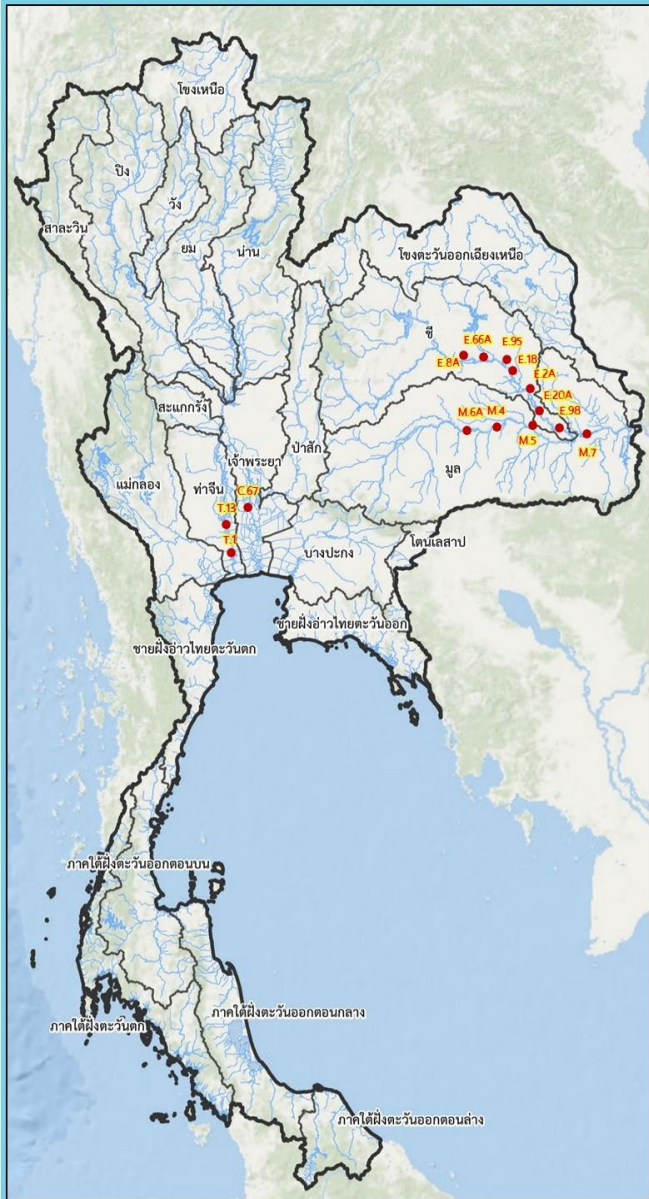 โขงเหนือ
ปิง
วัง
สาละวิน
ยม
น่าน
โขงตะวันออกเฉียงเหนือ
ชี
E.66A
E.95
E.8A
E.18
E.2A
E.20A
สะแกกรัง
M.6A
M.4
E.98
M.5
M.7
ป่าสัก
เจ้าพระยา
มูล
แม่กลอง
ท่าจีน
C.67
T.13
T.1
บางปะกง
โตนเลสาป
ชายฝั่งอ่าวไทยตะวันออก
ชายฝั่งอ่าวไทยตะวันตก
ภาคใต้ฝั่งตะวันออกตอนบน
ภาคใต้ฝั่งตะวันออกตอนกลาง
ภาคใต้ฝั่งตะวันตก
ภาคใต้ฝั่งตะวันออกตอนล่าง